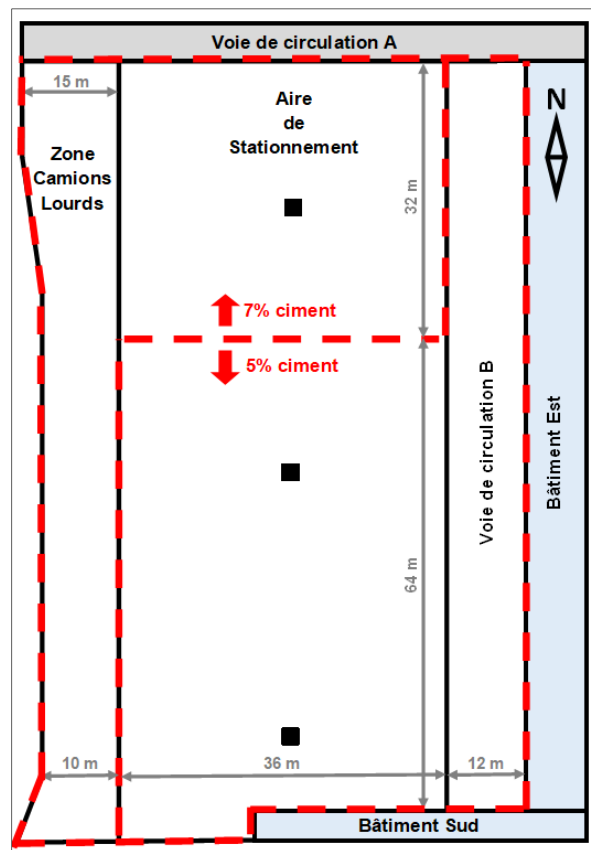 Voie de circulation A
15 m
Aire
de
Stationnement
N
Zone
Camions
Lourds
32 m
7% ciment
5% ciment
Voie de circulation B
Bâtiment Est
64 m
10 m
36 m
12 m
Bâtiment Sud